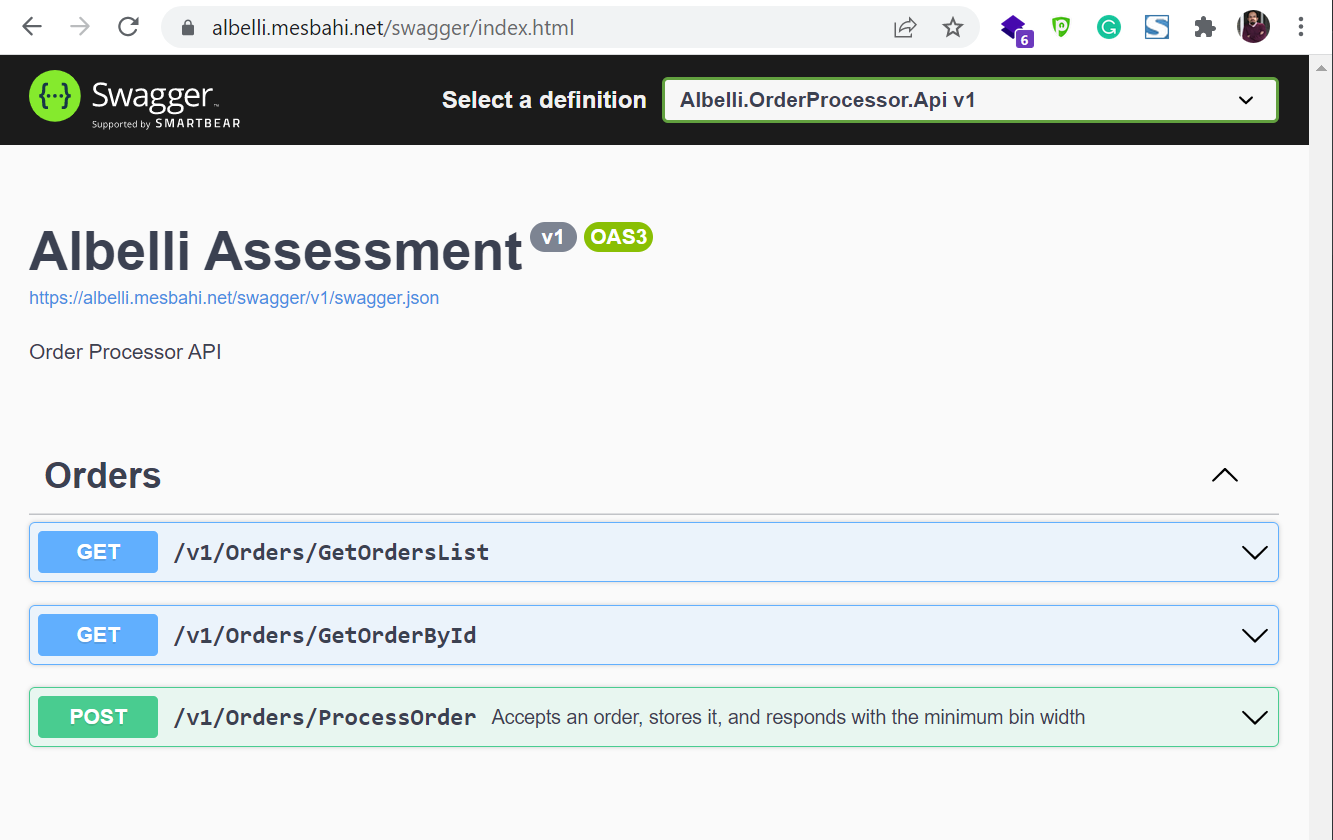 albelli.mesbahi.net/swagger/index.html
6
{···} Swagger™
Supported by SMARTBEAR
Select a definition
Albelli.OrderProcessor.Api v1
Albelli Assessment v1 OAS3
https://albelli.mesbahi.net/swagger/v1/swagger.json
Order Processor API
Orders
GET /v1/Orders/GetOrdersList
GET /v1/Orders/GetOrderById
POST /v1/Orders/ProcessOrder Accepts an order, stores it, and responds with the minimum bin width